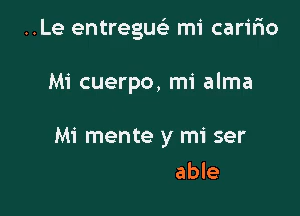 ..Le entregué mi cariño
Mi cuerpo, mi alma
Mi mente y mi ser
able